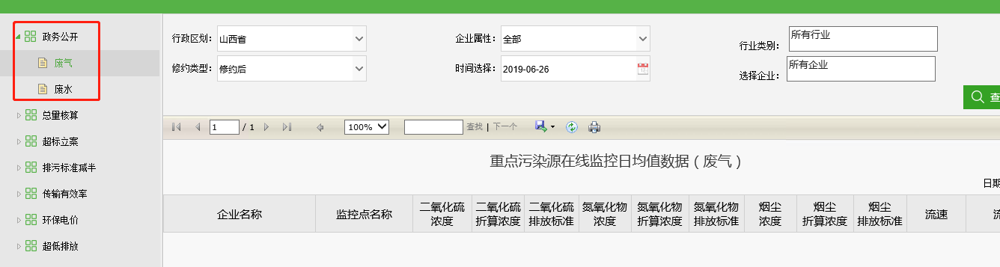 政务公开
废气
废水
总量核算
超标立案
排污标准减半
传输有效率
环保电价
超低排放
行政区划： 山西省
企业属性： 全部
行业类别： 所有行业
修约类型： 修约后
时间选择： 2019-06-26
选择企业： 所有企业
查
1 / 1 100% 查找 | 下一个
重点污染源在线监控日均值数据（废气）
日期
企业名称
监控点名称
二氧化硫
浓度
二氧化硫
折算浓度
二氧化硫
排放标准
氮氧化物
浓度
氮氧化物
折算浓度
氮氧化物
排放标准
烟尘
浓度
烟尘
折算浓度
烟尘
排放标准
流速